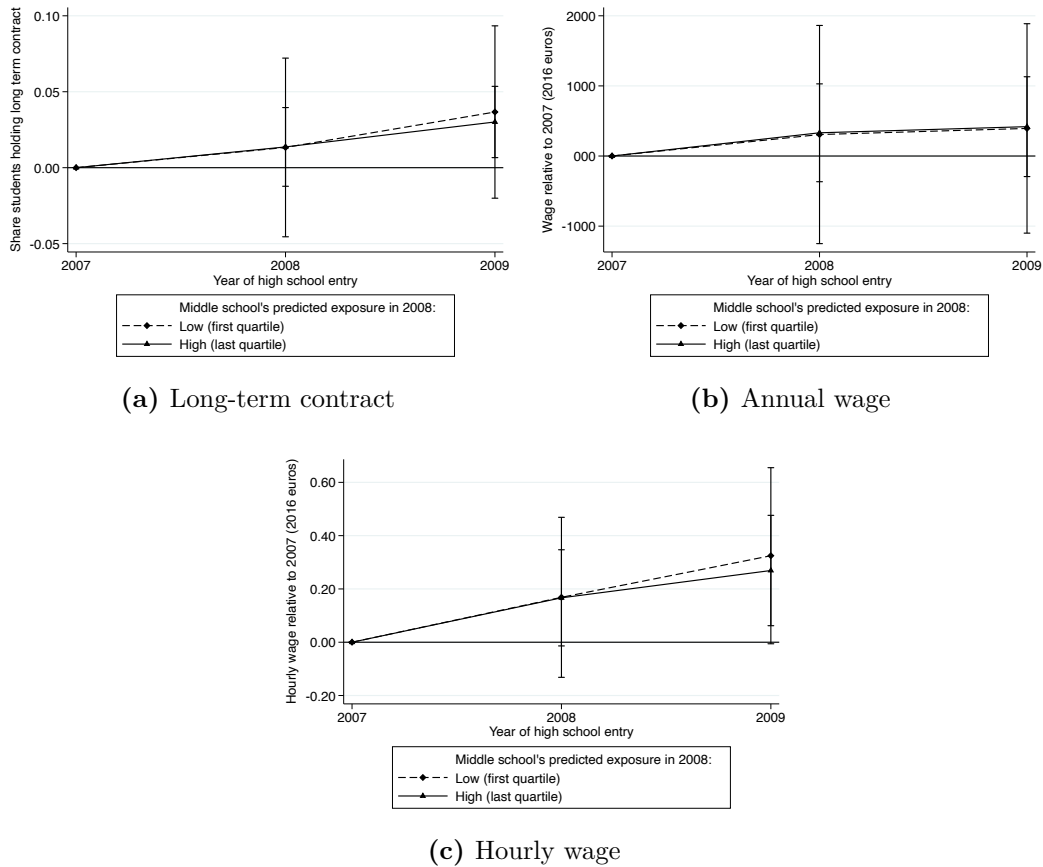 Share students holding long term contract
0.10
0.05
0.00
-0.05
2007 2008 2009
Year of high school entry
Middle school's predicted exposure in 2008:
Low (first quartile)
High (last quartile)
(a) Long-term contract
Wage relative to 2007 (2016 euros)
2000
1000
000
-1000
2007 2008 2009
Year of high school entry
Middle school's predicted exposure in 2008:
Low (first quartile)
High (last quartile)
(b) Annual wage
Hourly wage relative to 2007 (2016 euros)
0.60
0.40
0.20
0.00
-0.20
2007 2008 2009
Year of high school entry
Middle school's predicted exposure in 2008:
Low (first quartile)
High (last quartile)
(c) Hourly wage